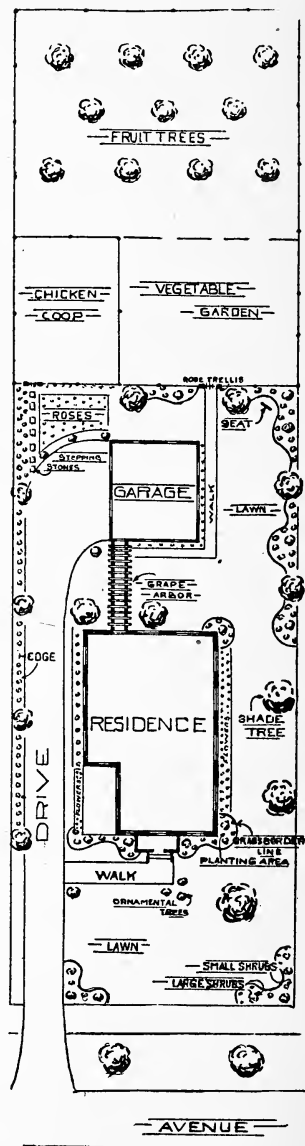 FRUIT TREES
CHICKEN
COOP
VEGETABLE
GARDEN
ROSE TRELLIS
ROSES
SEAT
STEPPING
STONES
GARAGE
WALK
LAWN
GRAPE
ARBOR
EDGE
RESIDENCE
SHADE
TREE
DRIVE
FLOWERS
FLOWERS
GRASS BORDER
LINE
PLANTING AREA
WALK
ORNAMENTAL
TREES
LAWN
SMALL SHRUBS
LARGE SHRUBS
AVENUE